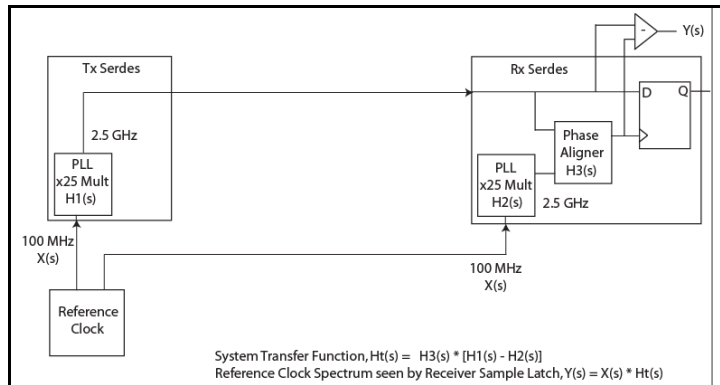 Y(s)
Tx Serdes
Rx Serdes
D
Q
2.5 GHz
Phase
Aligner
H3(s)
PLL
x25 Mult
H1(s)
PLL
x25 Mult
H2(s)
2.5 GHz
100 MHz
X(s)
100 MHz
X(s)
Reference
Clock
System Transfer Function, Ht(s) = H3(s) * [H1(s) - H2(s)]
Reference Clock Spectrum seen by Receiver Sample Latch, Y(s) = X(s) * Ht(s)